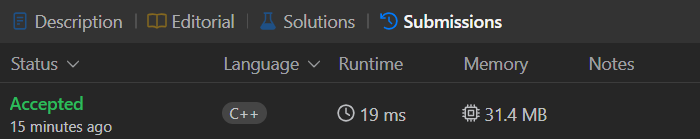 Description Editorial Solutions Submissions
Status Language Runtime Memory Notes
Accepted C++ 19 ms 31.4 MB
15 minutes ago